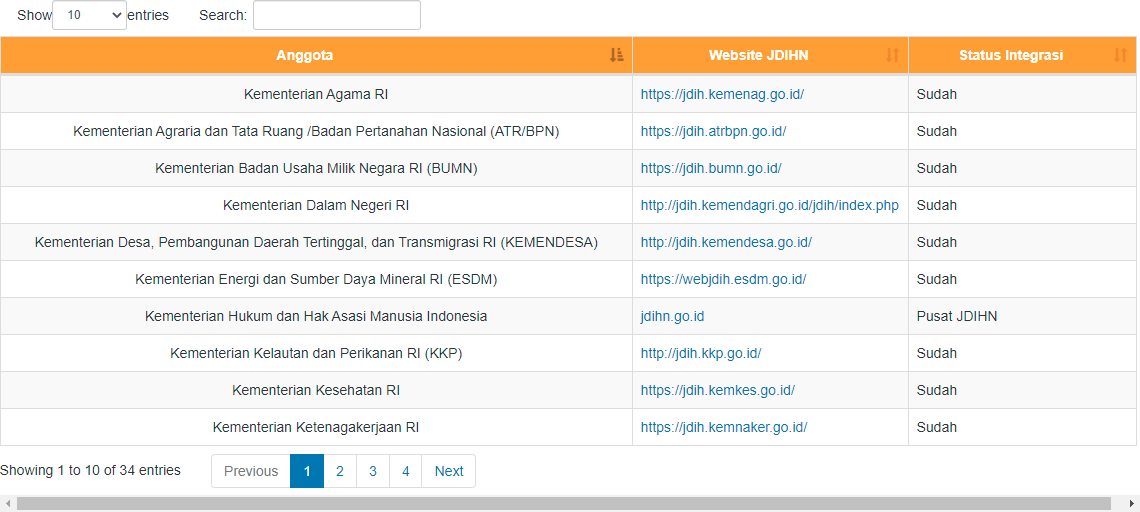 Show 10 entries Search:
Anggota Website JDIHN Status Integrasi
Kementerian Agama RI https://jdih.kemenag.go.id/ Sudah
Kementerian Agraria dan Tata Ruang /Badan Pertanahan Nasional (ATR/BPN) https://jdih.atrbpn.go.id/ Sudah
Kementerian Badan Usaha Milik Negara RI (BUMN) https://jdih.bumn.go.id/ Sudah
Kementerian Dalam Negeri RI http://jdih.kemendagri.go.id/jdih/index.php Sudah
Kementerian Desa, Pembangunan Daerah Tertinggal, dan Transmigrasi RI (KEMENDESA) http://jdih.kemendesa.go.id/ Sudah
Kementerian Energi dan Sumber Daya Mineral RI (ESDM) https://webjdih.esdm.go.id/ Sudah
Kementerian Hukum dan Hak Asasi Manusia Indonesia jdihn.go.id Pusat JDIHN
Kementerian Kelautan dan Perikanan RI (KKP) http://jdih.kkp.go.id/ Sudah
Kementerian Kesehatan RI https://jdih.kemkes.go.id/ Sudah
Kementerian Ketenagakerjaan RI https://jdih.kemnaker.go.id/ Sudah
Showing 1 to 10 of 34 entries Previous 1 2 3 4 Next